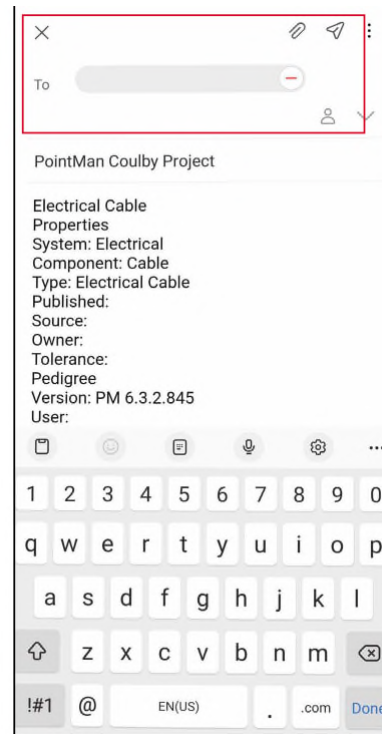 To
PointMan Coulby Project
Electrical Cable
Properties
System: Electrical
Component: Cable
Type: Electrical Cable
Published:
Source:
Owner:
Tolerance:
Pedigree
Version: PM 6.3.2.845
User:
1 2 3 4 5 6 7 8 9 0
q w e r t y u i o p
a s d f g h j k l
z x c v b n m
!#1 @ EN(US) . .com Done